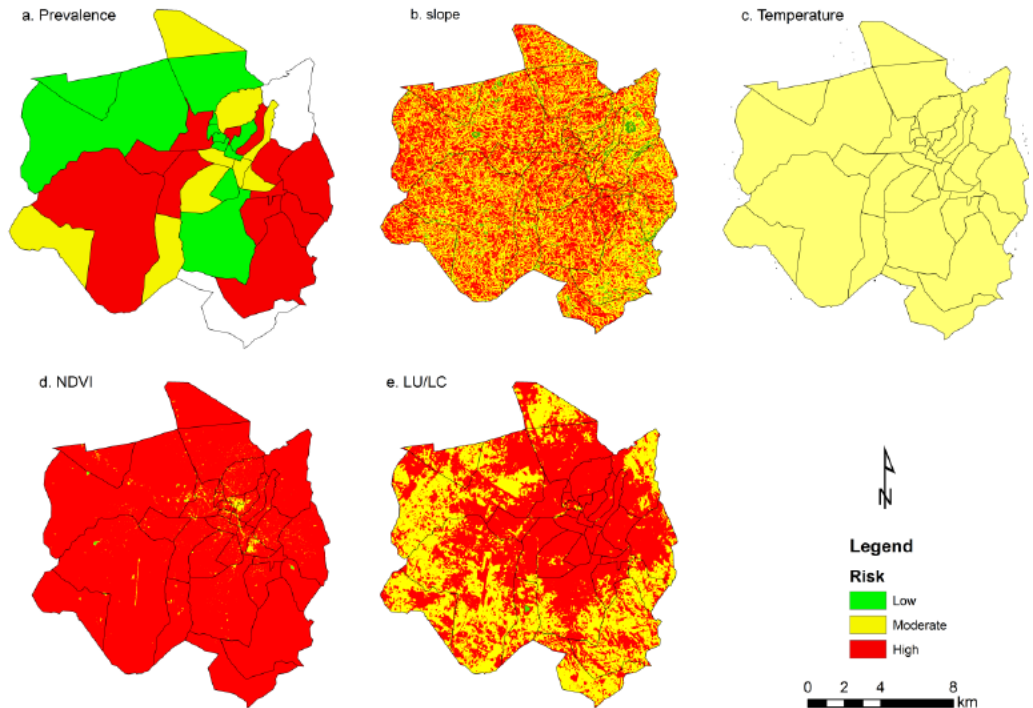 a. Prevalence
b. slope
c. Temperature
d. NDVI
e. LU/LC
N
Legend
Risk
Low
Moderate
High
0 2 4 8
km